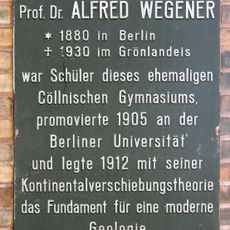 Prof. Dr. ALFRED WEGENER
* 1880 in Berlin
✝ 1930 im Grönlandeis
war Schüler dieses ehemaligen
Cöllnischen Gymnasiums,
promovierte 1905 an der
Berliner Universität
und legte 1912 mit seiner
Kontinentalverschiebungstheorie
das Fundament für eine moderne
Geologie